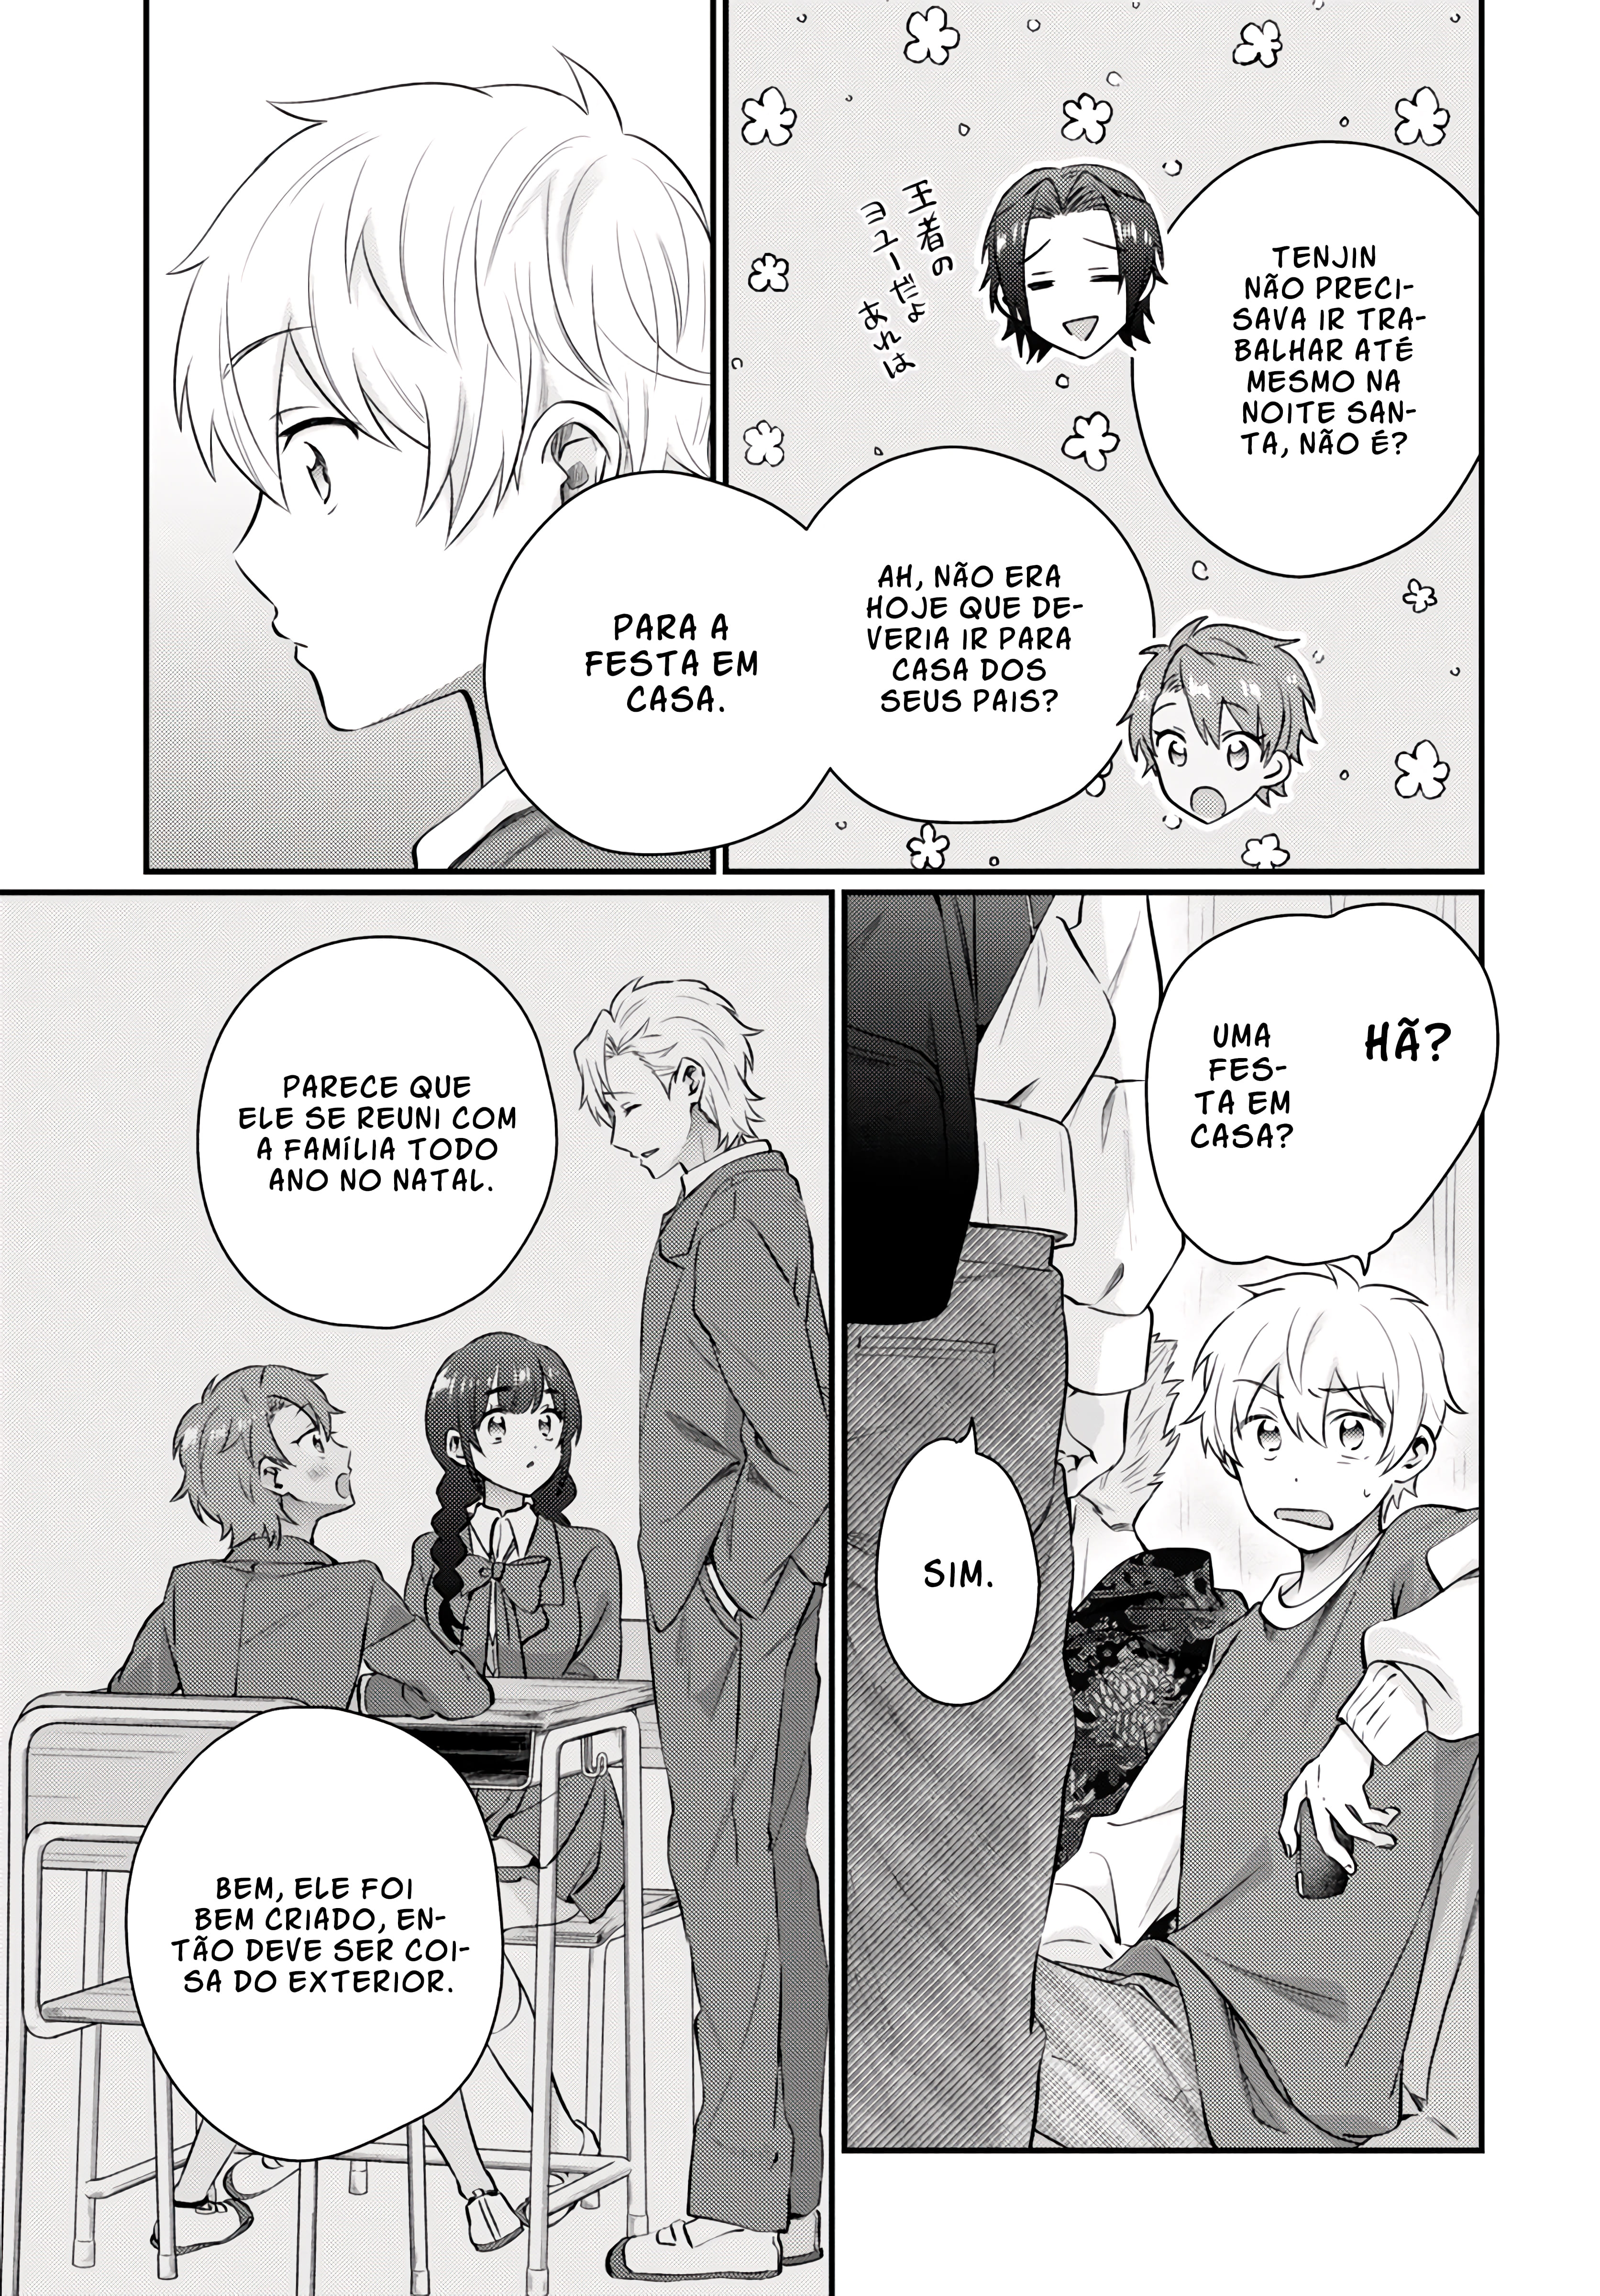 TENJIN
NÃO PRECI-
SAVA IR TRA-
BALHAR ATÉ
MESMO NA
NOITE SAN-
TA, NÃO É?
王者の
ヨユーだよ
あれは
AH, NÃO ERA
HOJE QUE DE-
VERIA IR PARA
CASA DOS
SEUS PAIS?
PARA A
FESTA EM
CASA.
HÃ?
UMA
FES-
TA EM
CASA?
SIM.
PARECE QUE
ELE SE REUNI COM
A FAMÍLIA TODO
ANO NO NATAL.
BEM, ELE FOI
BEM CRIADO, EN-
TÃO DEVE SER COI-
SA DO EXTERIOR.